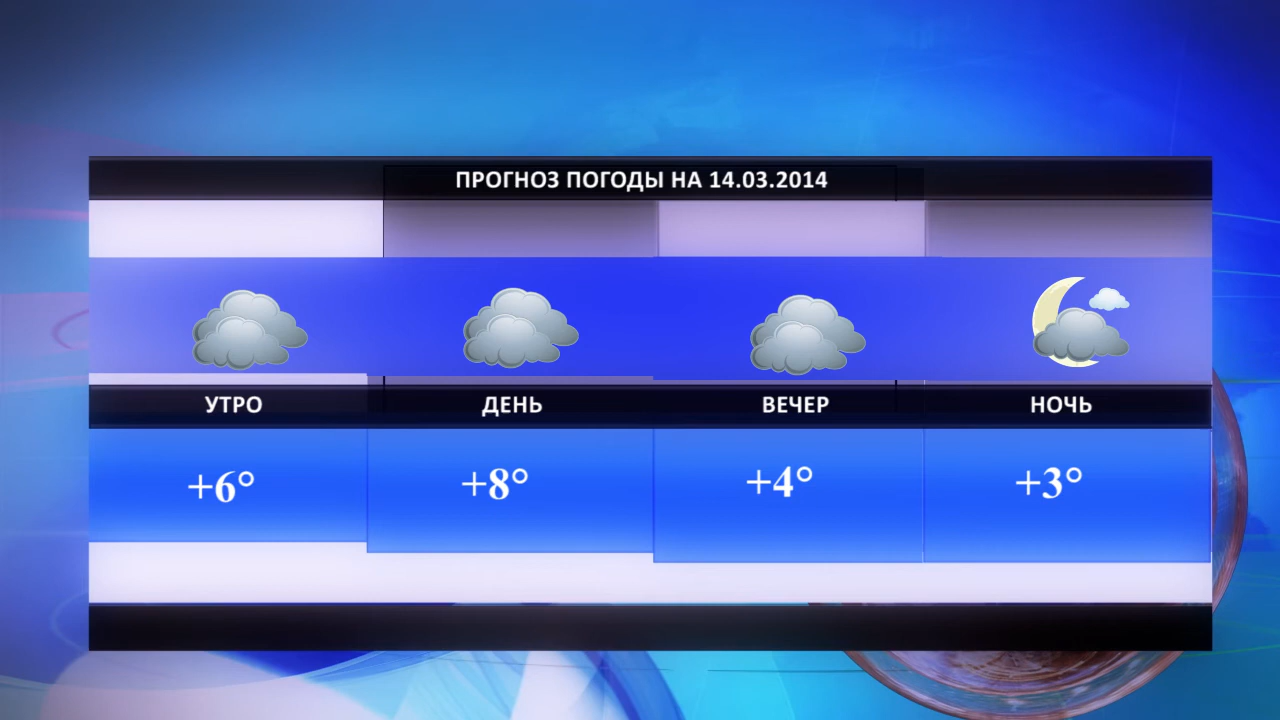 ПРОГНОЗ ПОГОДЫ НА 14.03.2014
УТРО ДЕНЬ ВЕЧЕР НОЧЬ
+6° +8° +4° +3°